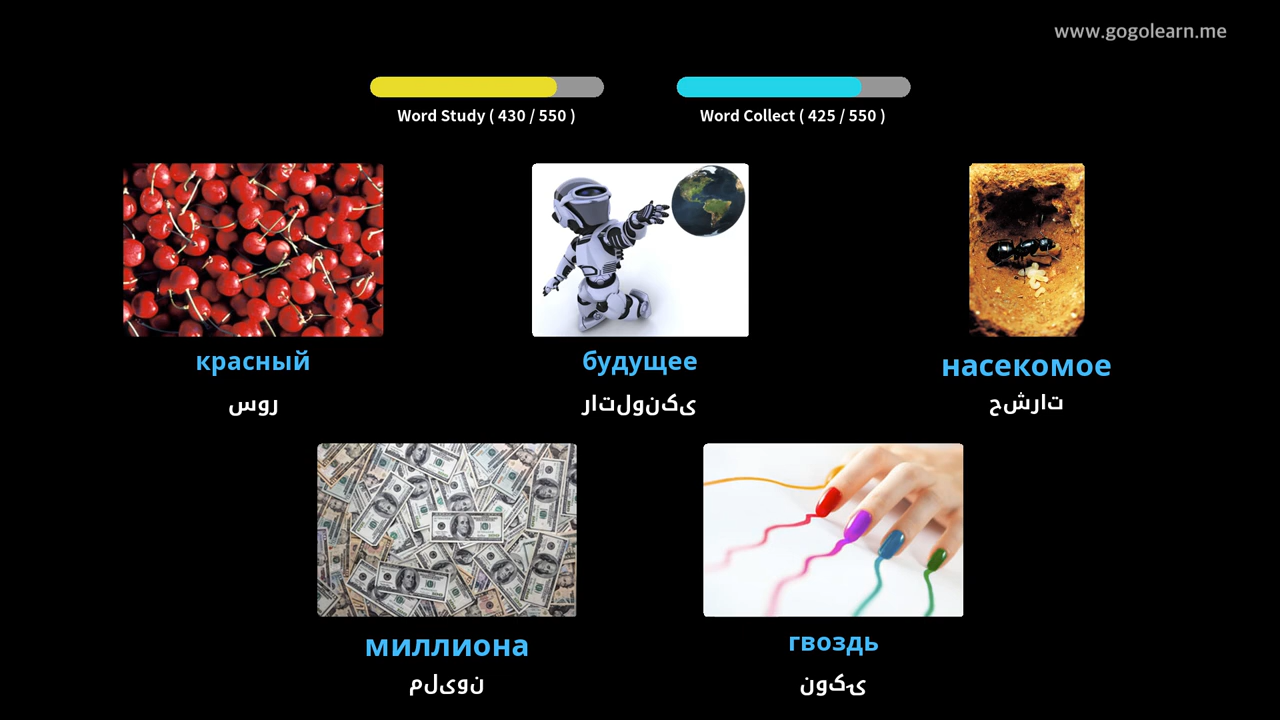 www.gogolearn.me
Word Study ( 430 / 550 )
Word Collect ( 425 / 550 )
красный
будущее
насекомое
سور
راتلونکی
حشرات
миллиона
гвоздь
ملیون
نوکی